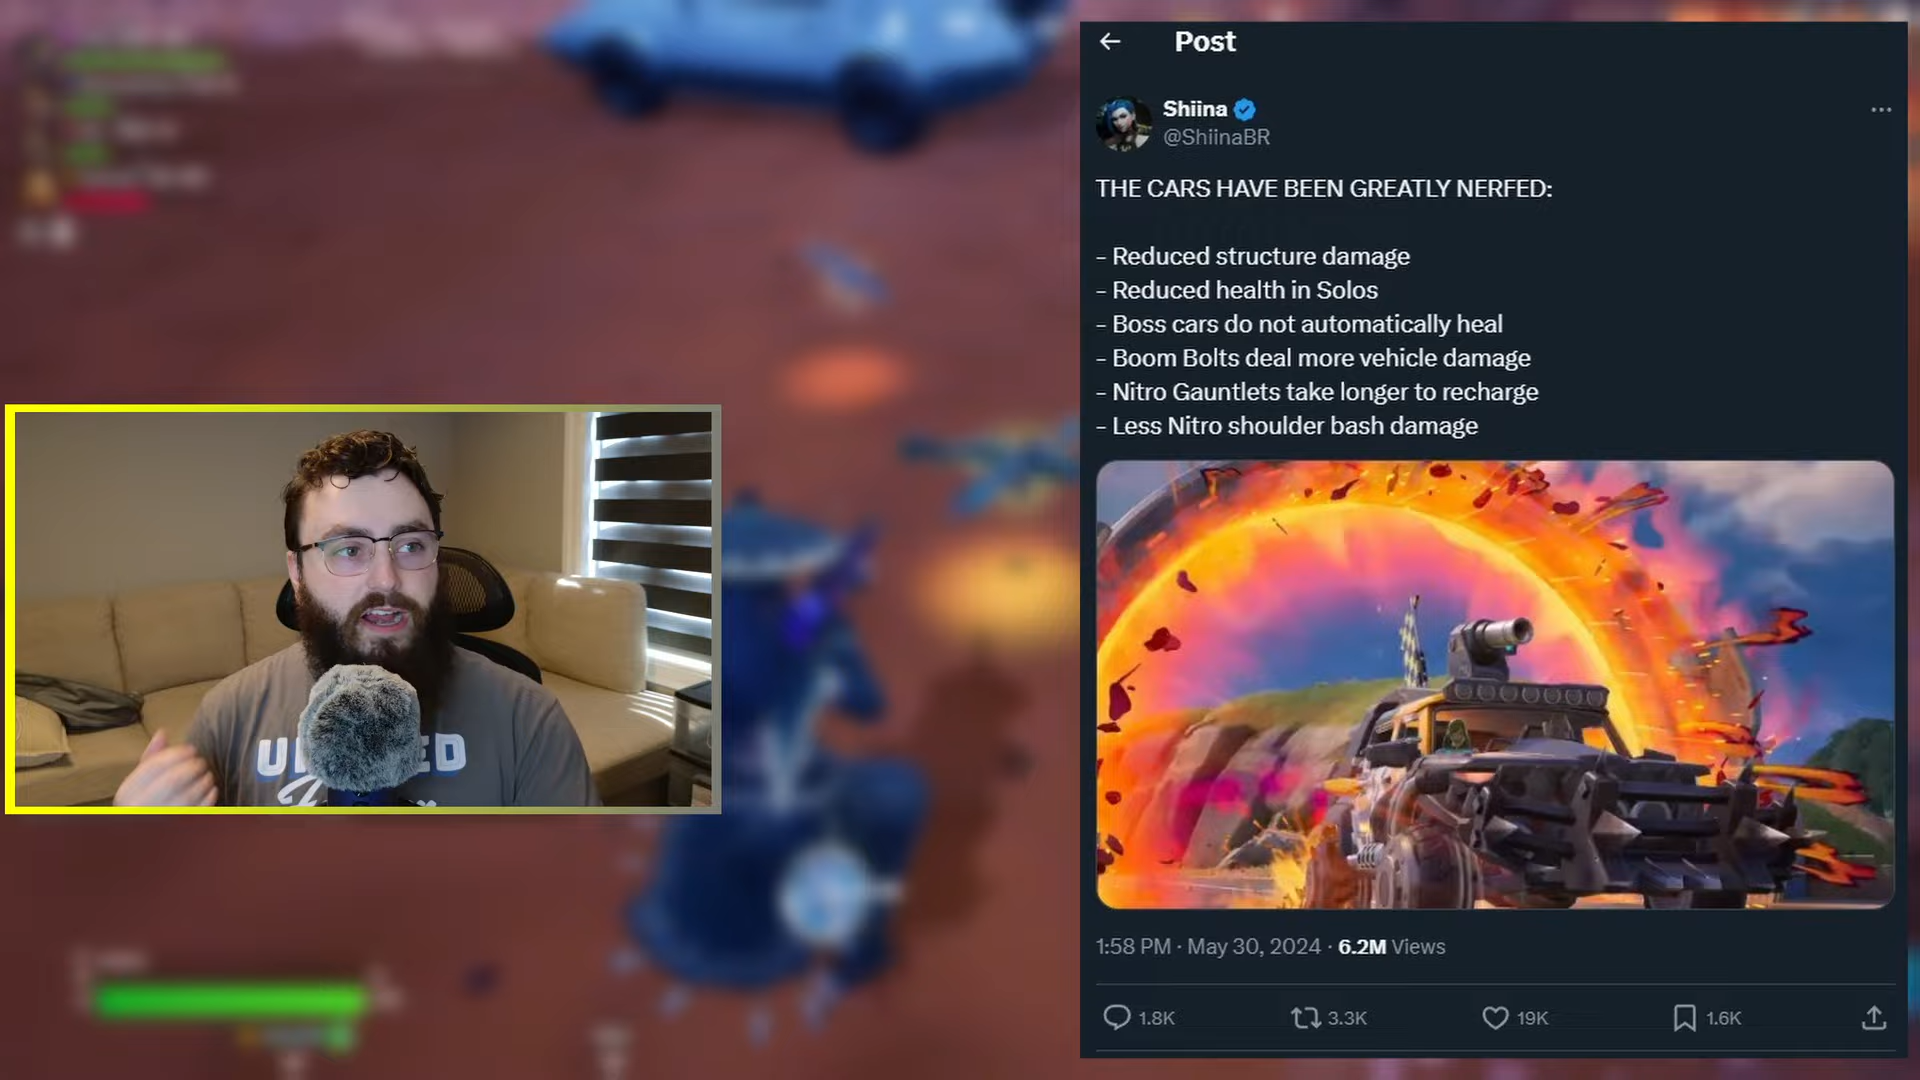 Post
Shiina
@ShiinaBR
THE CARS HAVE BEEN GREATLY NERFED:
- Reduced structure damage
- Reduced health in Solos
- Boss cars do not automatically heal
- Boom Bolts deal more vehicle damage
- Nitro Gauntlets take longer to recharge
- Less Nitro shoulder bash damage
1:58 PM · May 30, 2024 · 6.2M Views
1.8K 3.3K 19K 1.6K